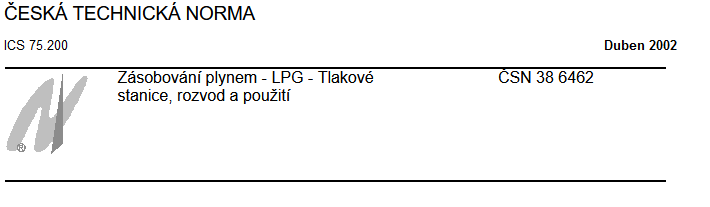 ČESKÁ TECHNICKÁ NORMA
ICS 75.200 Duben 2002
Zásobování plynem - LPG - Tlakové ČSN 38 6462
stanice, rozvod a použití
®